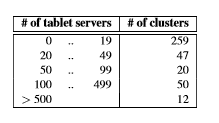 # of tablet servers # of clusters
0 .. 19 259
20 .. 49 47
50 .. 99 20
100 .. 499 50
> 500 12